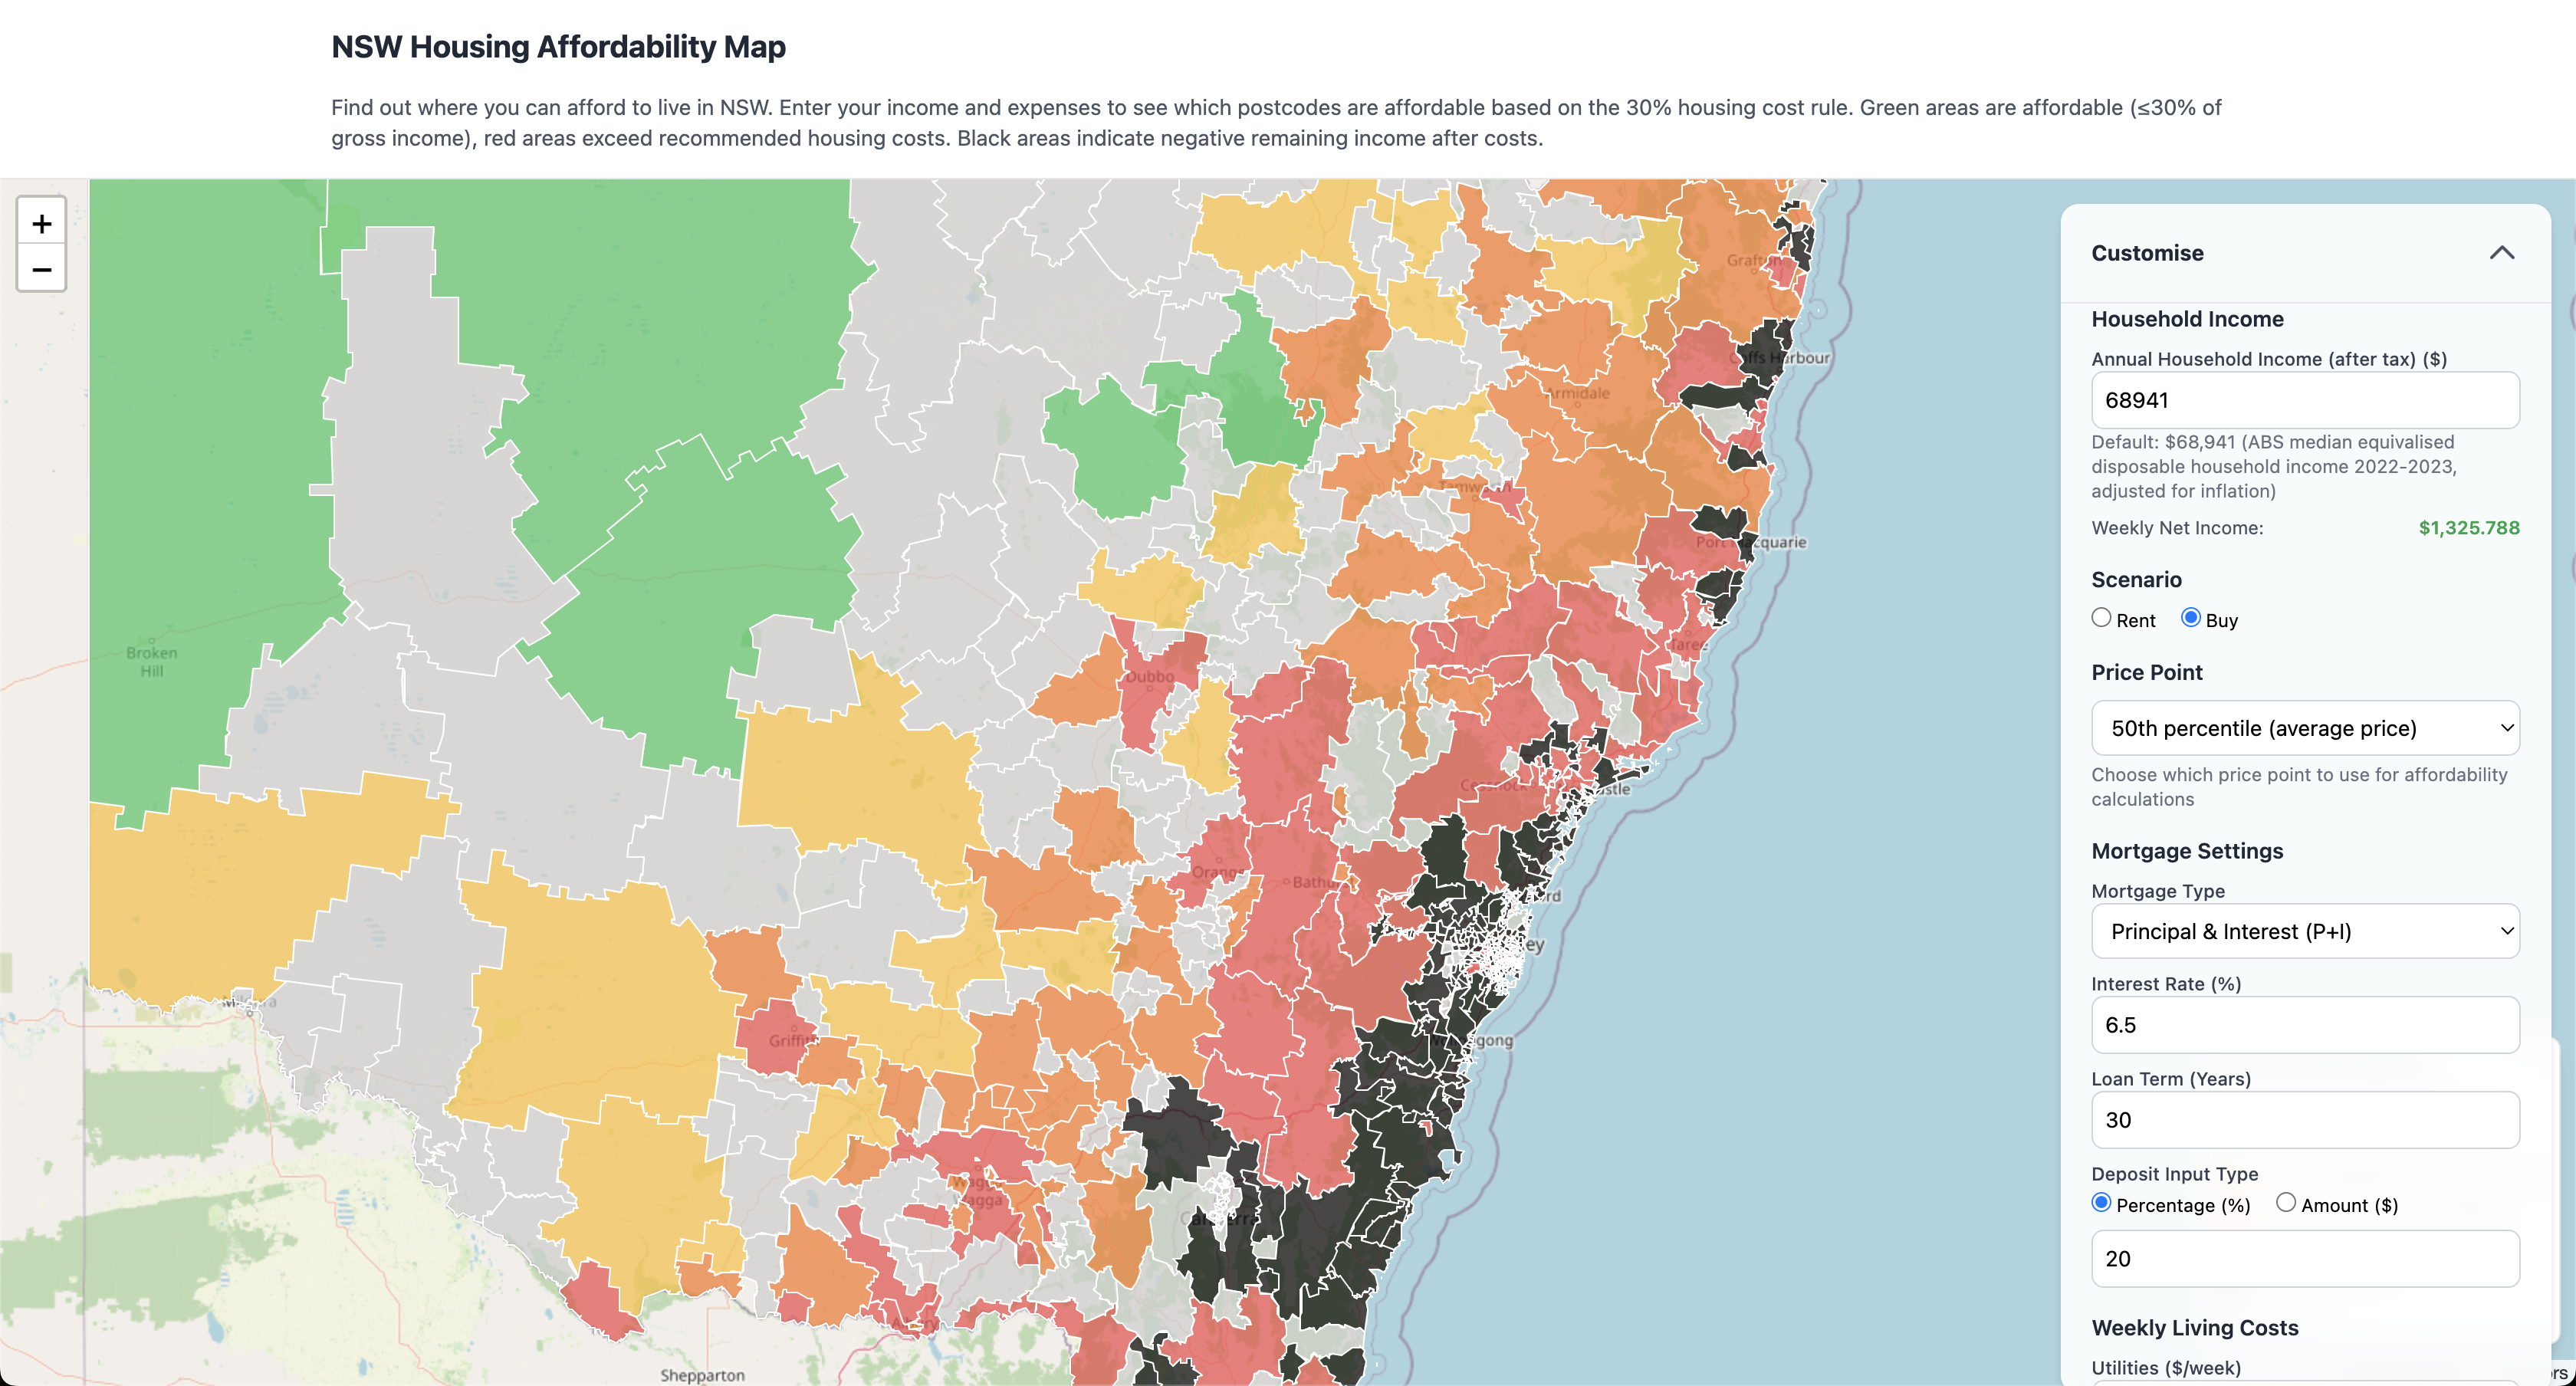 NSW Housing Affordability Map
Find out where you can afford to live in NSW. Enter your income and expenses to see which postcodes are affordable based on the 30% housing cost rule. Green areas are affordable (≤30% of
gross income), red areas exceed recommended housing costs. Black areas indicate negative remaining income after costs.
+
−
Customise
Household Income
Annual Household Income (after tax) ($)
68941
Default: $68,941 (ABS median equivalised
disposable household income 2022-2023,
adjusted for inflation)
Weekly Net Income: $1,325.788
Scenario
Rent Buy
Price Point
50th percentile (average price)
Choose which price point to use for affordability
calculations
Mortgage Settings
Mortgage Type
Principal & Interest (P+I)
Interest Rate (%)
6.5
Loan Term (Years)
30
Deposit Input Type
Percentage (%) Amount ($)
20
Weekly Living Costs
Utilities ($/week)
Grafton
Coffs Harbour
Armidale
Tamworth
Port Macquarie
Broken
Hill
Taree
Dubbo
Cessnock
Orange
Bathu
Griffit
Wagga
Wagga
Canberra
Albury
Shepparton